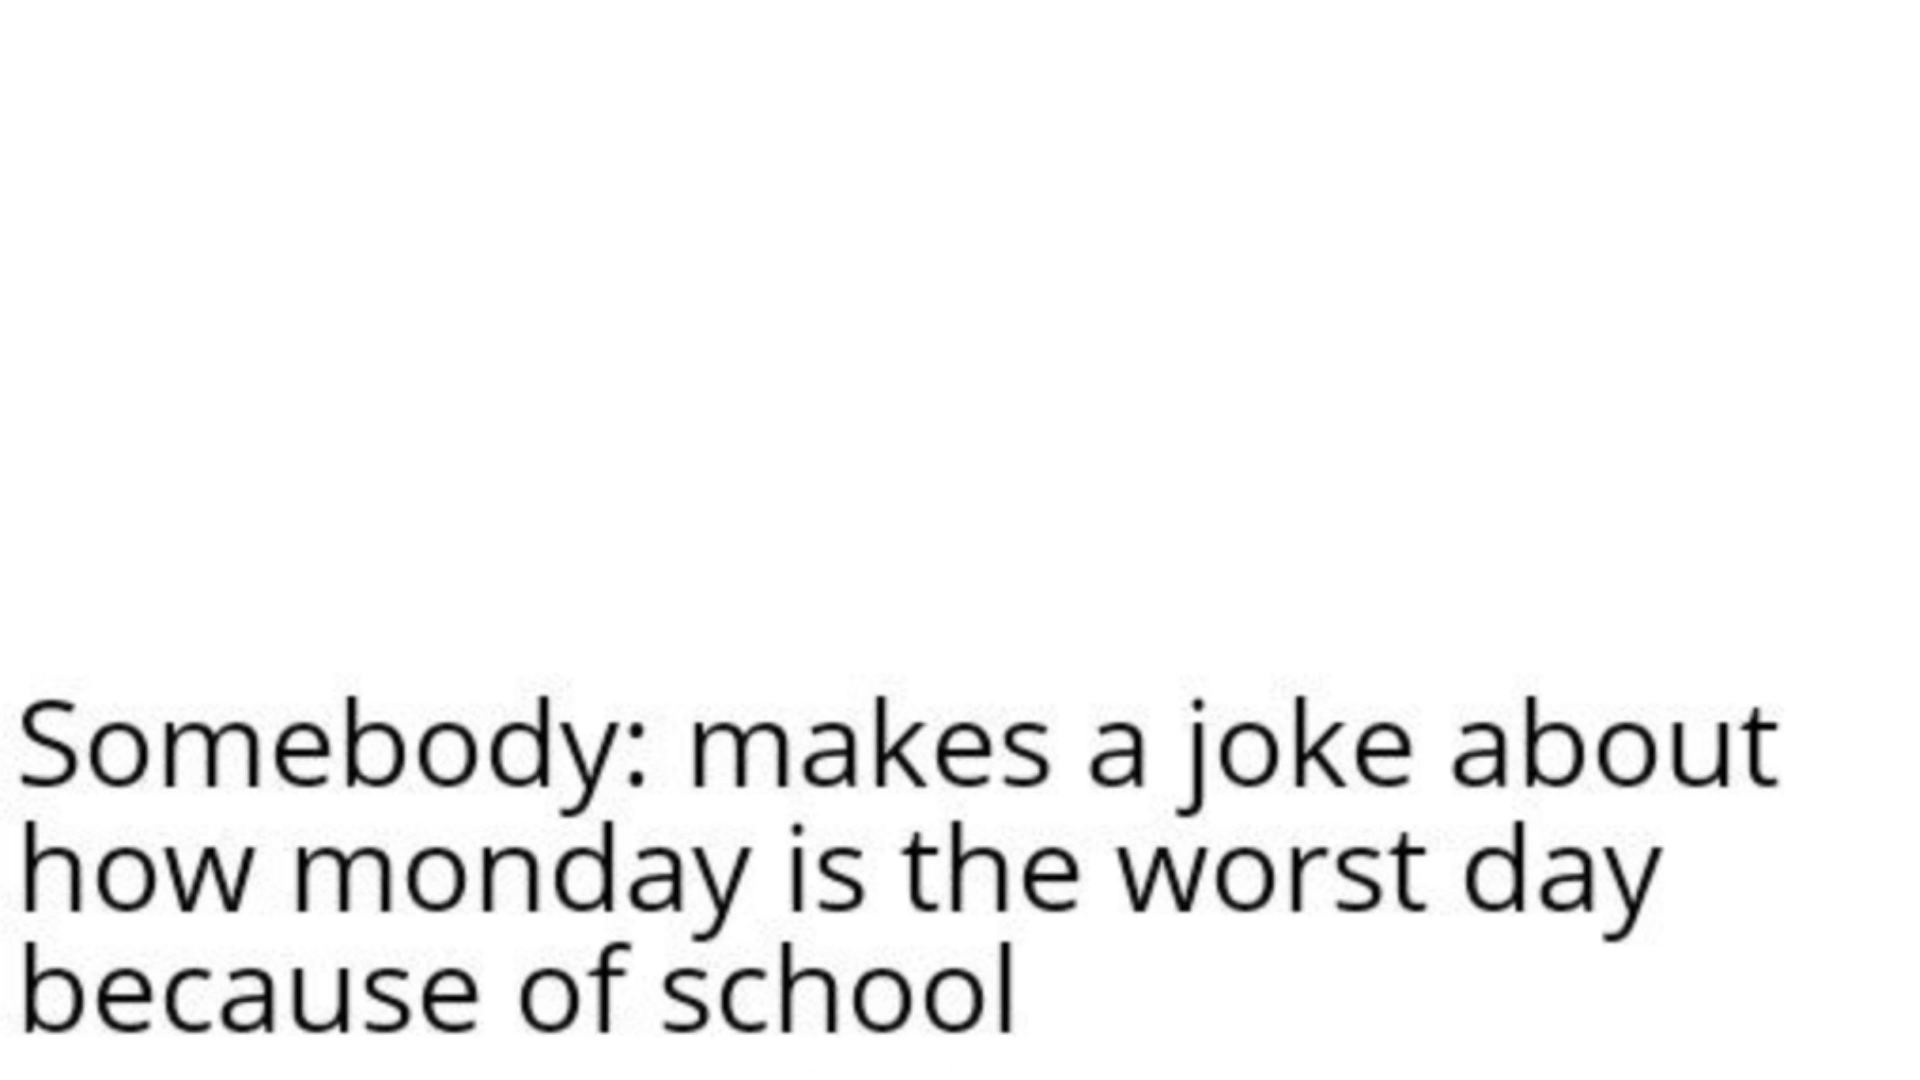 Somebody: makes a joke about
how monday is the worst day
because of school